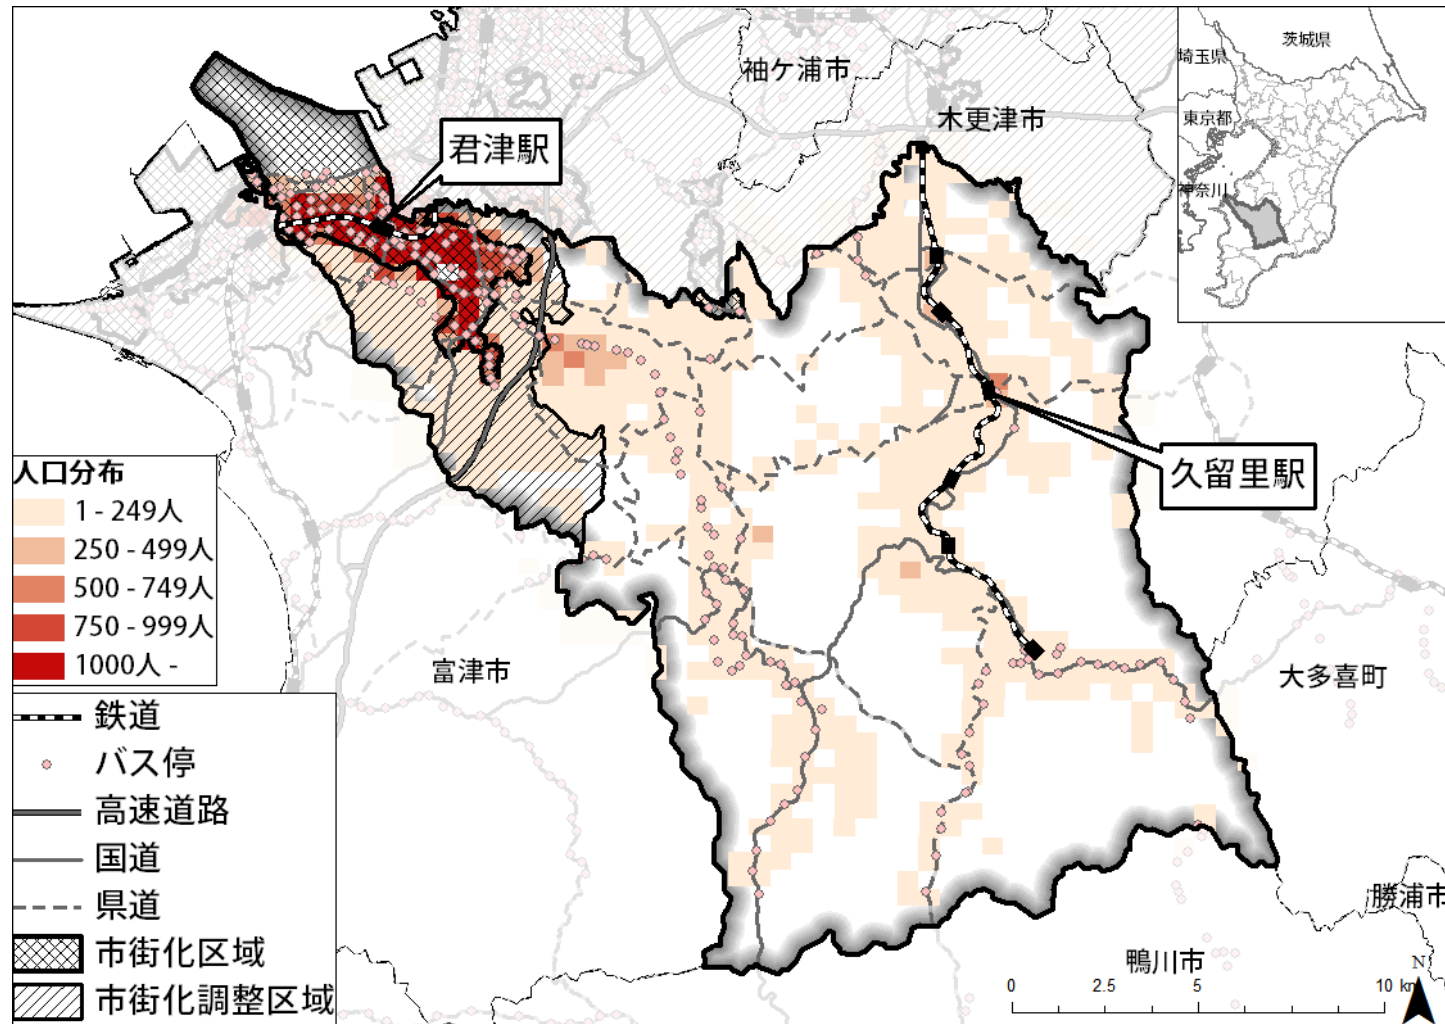 茨城県
埼玉県
東京都
神奈川
袖ケ浦市
木更津市
君津駅
久留里駅
富津市
大多喜町
勝浦市
鴨川市
人口分布
1 - 249人
250 - 499人
500 - 749人
750 - 999人
1000人 -
鉄道
バス停
高速道路
国道
県道
市街化区域
市街化調整区域
0 2.5 5 10 km
N